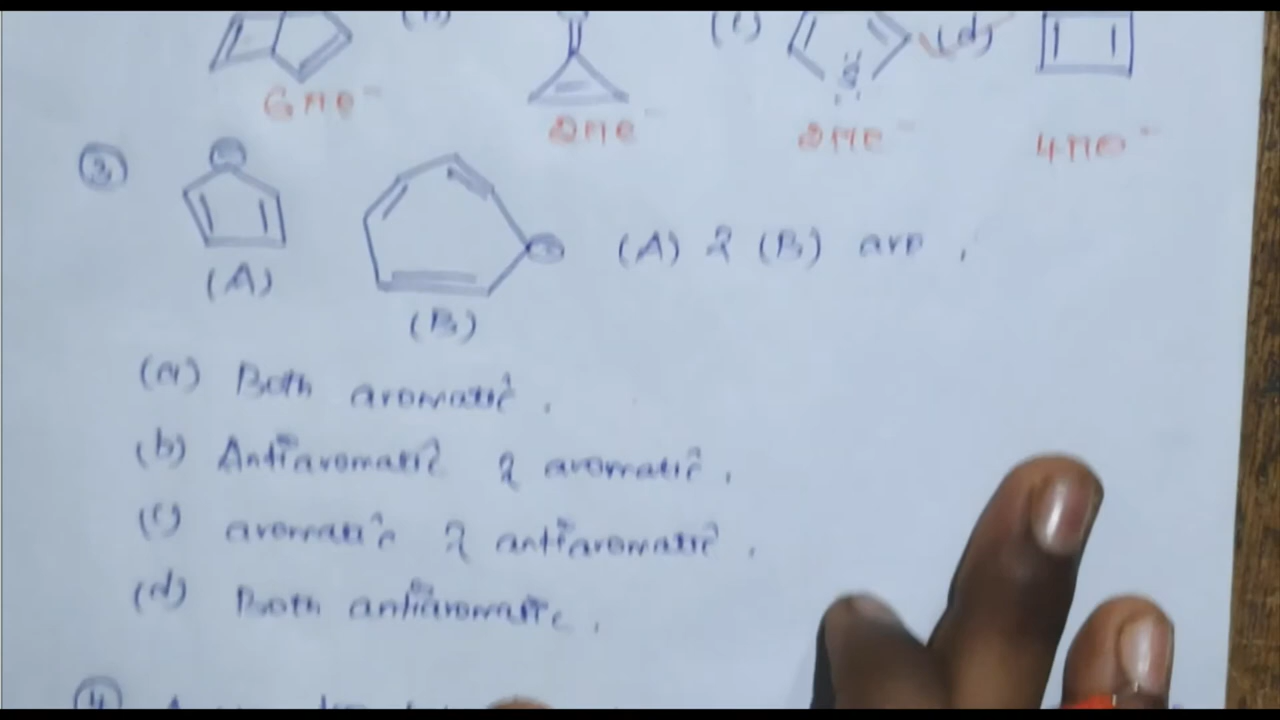 (d)
6πe⁻ 2πe⁻ 2πe⁻ 4πe⁻
③
(A) & (B) are,
(A)
(B)
(a) Both aromatic.
(b) Antiaromatic & aromatic.
(c) aromatic & antiaromatic.
(d) Both antiaromatic.
④